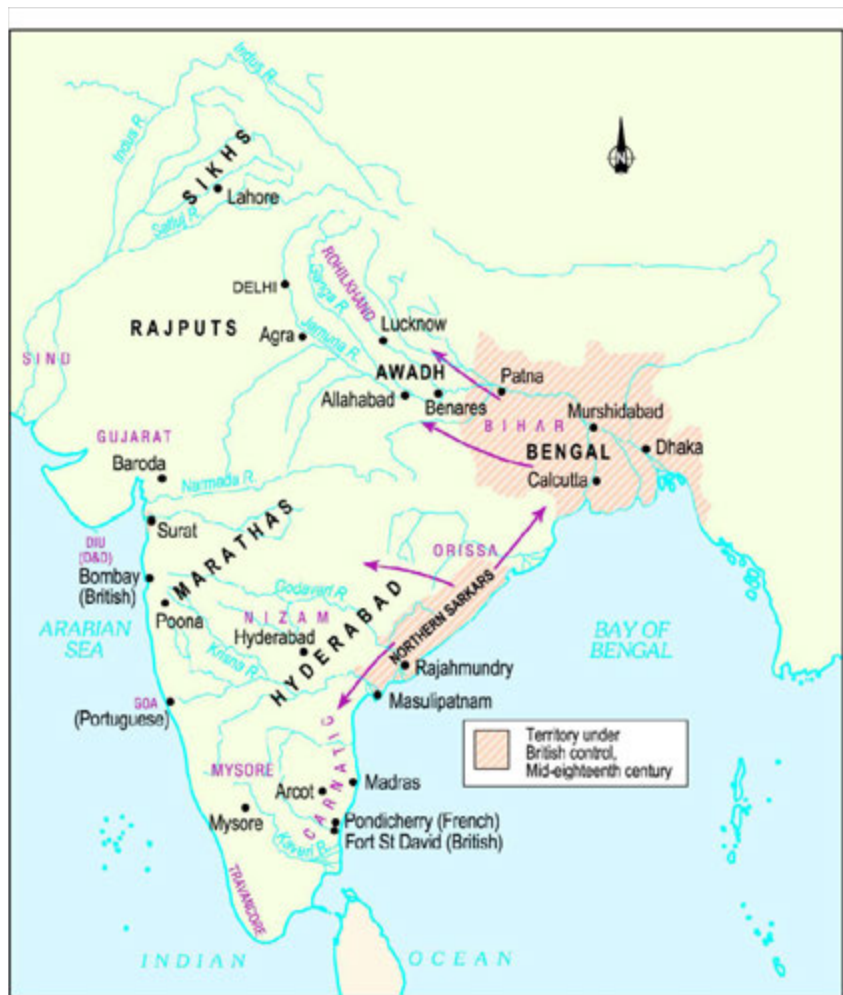 Indus R.
Indus R.
SIKHS
Lahore
Satluj R.
N
DELHI
ROHILKHAND
Ganga R.
RAJPUTS
Agra
Jamuna R.
Lucknow
SIND
AWADH
Patna
Allahabad
Benares
BIHAR
Murshidabad
GUJARAT
BENGAL
Dhaka
Baroda
Calcutta
Narmada R.
Surat
MARATHAS
DIU
(D&D)
ORISSA
Bombay
(British)
Godavari R.
NORTHERN SARKARS
Poona
NIZAM
HYDERABAD
ARABIAN
SEA
Hyderabad
BAY OF
BENGAL
Krisna R.
Rajahmundry
Masulipatnam
GOA
(Portuguese)
Territory under
British control,
Mid-eighteenth century
CARNATIC
MYSORE
Arcot
Madras
Mysore
Pondicherry (French)
Fort St David (British)
Kaveri R.
TRAVANCORE
INDIAN OCEAN